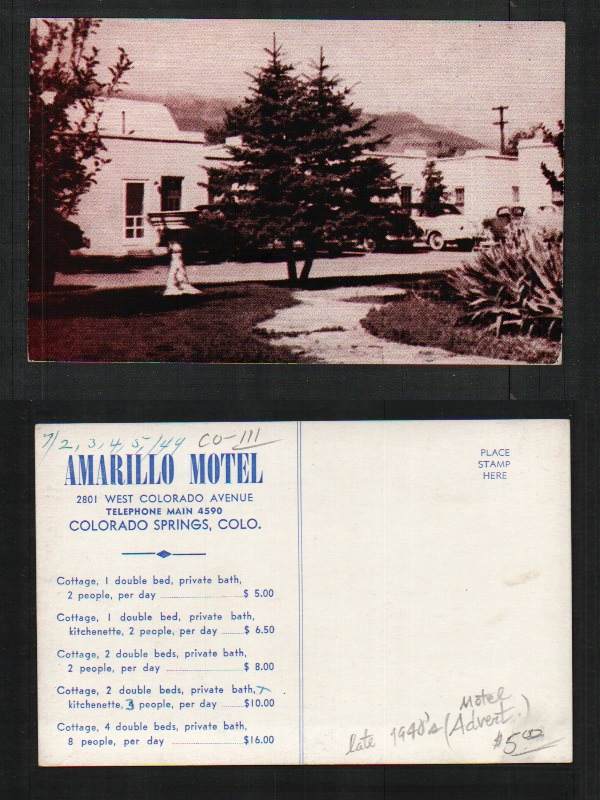 7/2,3,4,5,/49 CO-111
AMARILLO MOTEL
2801 WEST COLORADO AVENUE
TELEPHONE MAIN 4590
COLORADO SPRINGS, COLO.
Cottage, 1 double bed, private bath,
2 people, per day ........ $ 5.00
Cottage, 1 double bed, private bath,
kitchenette, 2 people, per day ........ $ 6.50
Cottage, 2 double beds, private bath,
2 people, per day ........ $ 8.00
Cottage, 2 double beds, private bath,
kitchenette, 3 people, per day ........ $10.00
Cottage, 4 double beds, private bath,
8 people, per day ........ $16.00
PLACE
STAMP
HERE
late 1940's (Motel
Advert.)
$5.00